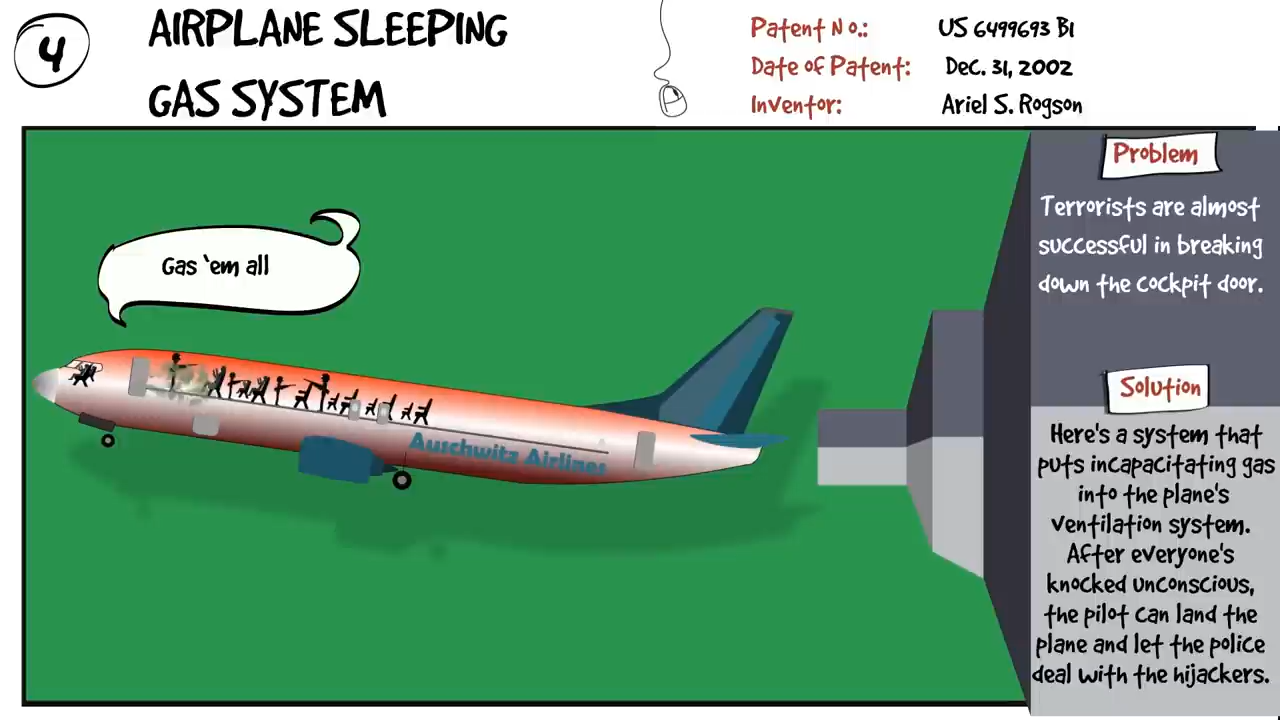 4
AIRPLANE SLEEPING
GAS SYSTEM
Patent No.: US 6499693 B1
Date of Patent: Dec. 31, 2002
Inventor: Ariel S. Rogson
Problem
Terrorists are almost
successful in breaking
down the cockpit door.
Gas 'em all
Auschwitz Airlines
Solution
Here's a system that
puts incapacitating gas
into the plane's
ventilation system.
After everyone's
knocked unconscious,
the pilot can land the
plane and let the police
deal with the hijackers.